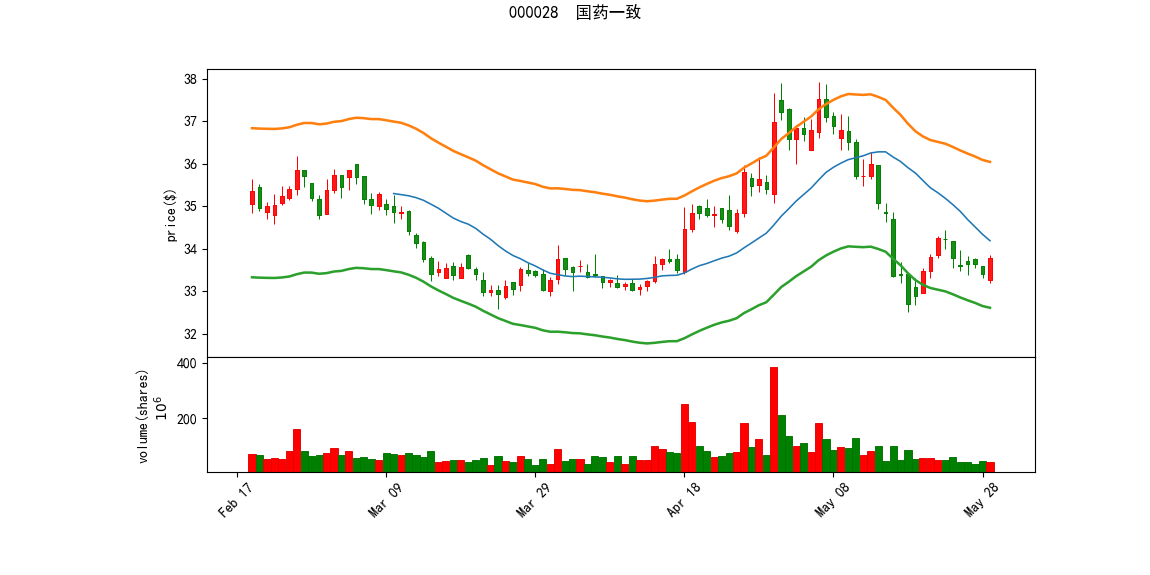 000028 国药一致
38
37
36
35
34
33
32
price($)
400
200
volume(shares)
10^6
Feb 17
Mar 09
Mar 29
Apr 18
May 08
May 28